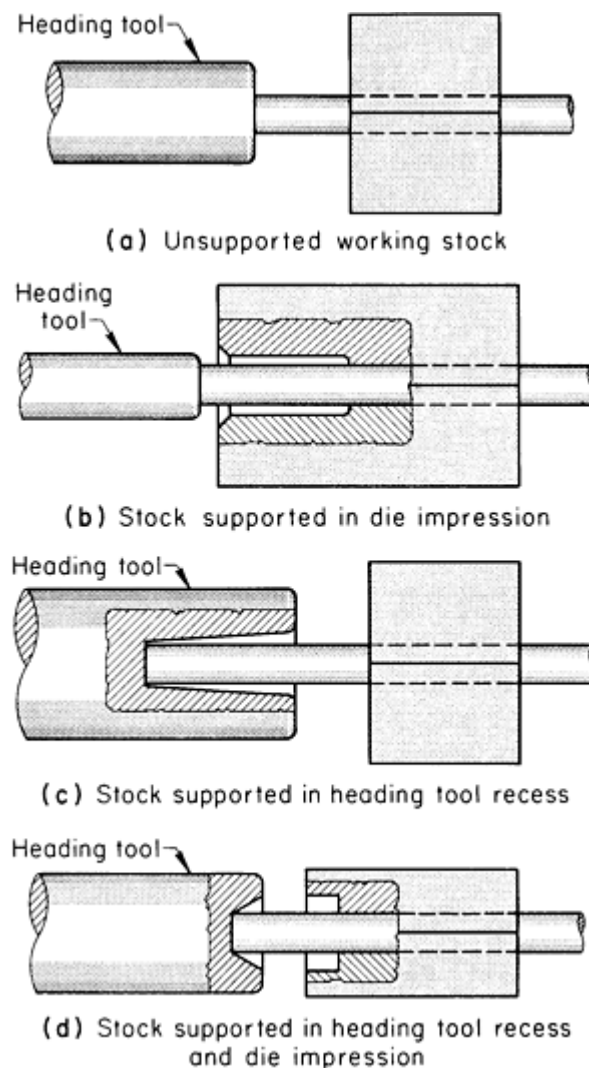 Heading tool
(a) Unsupported working stock
Heading
tool
(b) Stock supported in die impression
Heading tool
(c) Stock supported in heading tool recess
Heading tool
(d) Stock supported in heading tool recess
and die impression